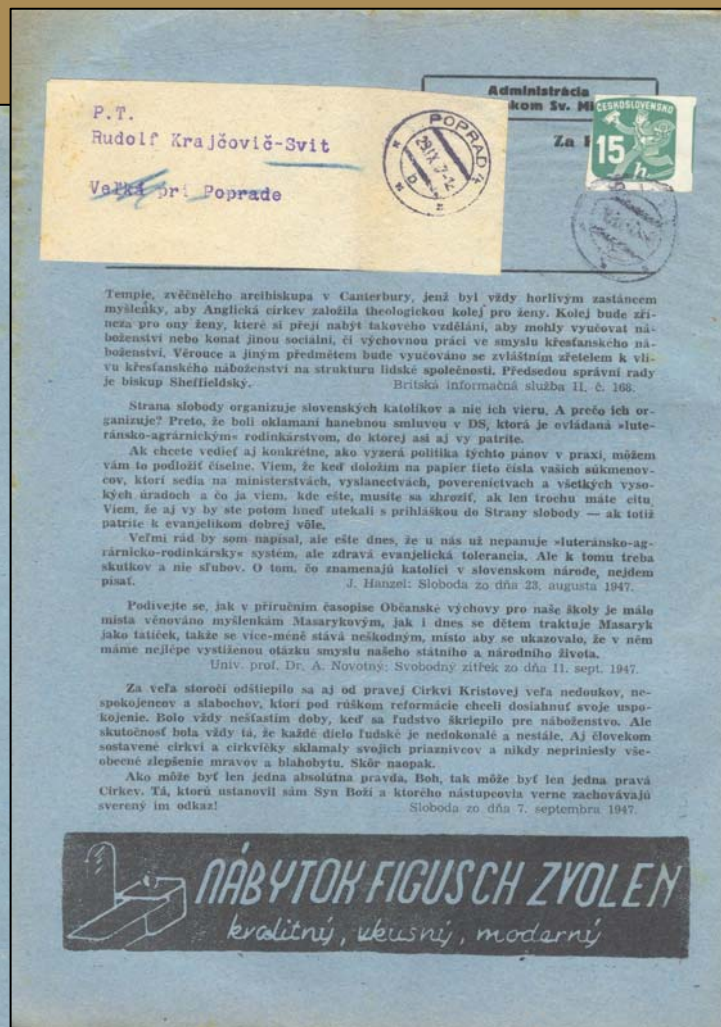 Administrácia
kom Sv. M
P. T.
Rudolf Krajčovič-Svit
Veľká pri Poprade
POPRAD 4
29.IX.
b
ČESKOSLOVENSKO
15 h
Za
Temple, zvěčnělého arcibiskupa v Canterbury, jenž byl vždy horlivým zastáncem
myšlenky, aby Anglická církev založila theologickou kolej pro ženy. Kolej bude zří-
neza pro ony ženy, které si přejí nabýt takového vzdělání, aby mohly vyučovat ná-
boženství nebo konat jinou sociální, či výchovnou práci ve smyslu křesťanského ná-
boženství. Věrouce a jiným předmětem bude vyučováno se zvláštním zřetelem k vli-
vu křesťanského náboženství na strukturu lidské společnosti. Předsedou správní rady
je biskup Sheffieldský. Britská informačná služba II. č. 168.
Strana slobody organizuje slovenských katolíkov a nie ich vieru. A prečo ich or-
ganizuje? Preto, že boli oklamaní hanebnou smluvou v DS, ktorá je ovládaná »lute-
ránsko-agrárnickým« rodinkárstvom, do ktorej asi aj vy patríte.
Ak chcete vedieť aj konkrétne, ako vyzerá politika týchto pánov v praxi, môžem
vám to podložiť číselne. Viem, že keď doložím na papier tieto čísla vašich súkmenov-
cov, ktorí sedia na ministerstvách, vyslanectvách, povereníctvach a všetkých vyso-
kých úradoch a čo ja viem, kde ešte, musíte sa zhroziť, ak len trochu máte citu.
Viem, že aj vy by ste potom hneď utekali s prihláškou do Strany slobody — ak totiž
patríte k evanjelikom dobrej vôle.
Veľmi rád by som napísal, ale ešte dnes, že u nás už nepanuje »luteránsko-ag-
rárnicko-rodinkársky« systém, ale zdravá evanjelická tolerancia. Ale k tomu treba
skutkov a nie sľubov. O tom, čo znamenajú katolíci v slovenskom národe, nejdem
písať. J. Hanzel: Sloboda zo dňa 23. augusta 1947.
Podívejte se, jak v příručním časopise Občanské výchovy pro naše školy je málo
místa věnováno myšlenkám Masarykovým, jak i dnes se dětem traktuje Masaryk
jako tatíček, takže se více-méně stává neškodným, místo aby se ukazovalo, že v něm
máme nejlépe vystiženou otázku smyslu našeho státního a národního života.
Univ. prof. Dr. A. Novotný: Svobodný zítřek zo dňa 11. sept. 1947.
Za veľa storočí odštiepilo sa aj od pravej Cirkvi Kristovej veľa nedoukov, ne-
spokojencov a slabochov, ktorí pod rúškom reformácie chceli dosiahnuť svoje uspo-
kojenie. Bolo vždy nešťastím doby, keď sa ľudstvo škriepilo pre náboženstvo. Ale
skutočnosť bola vždy tá, že každé dielo ľudské je nedokonalé a nestále. Aj človekom
sostavené cirkvi a cirkvičky sklamaly svojich priaznivcov a nikdy nepriniesly vše-
obecné zlepšenie mravov a blahobytu. Skôr naopak.
Ako môže byť len jedna absolútna pravda, Boh, tak môže byť len jedna pravá
Cirkev. Tá, ktorú ustanovil sám Syn Boží a ktorého nástupcovia verne zachovávajú
sverený im odkaz! Sloboda zo dňa 7. septembra 1947.
NÁBYTOK FIGUSCH ZVOLEN
kvalitný, vkusný, moderný